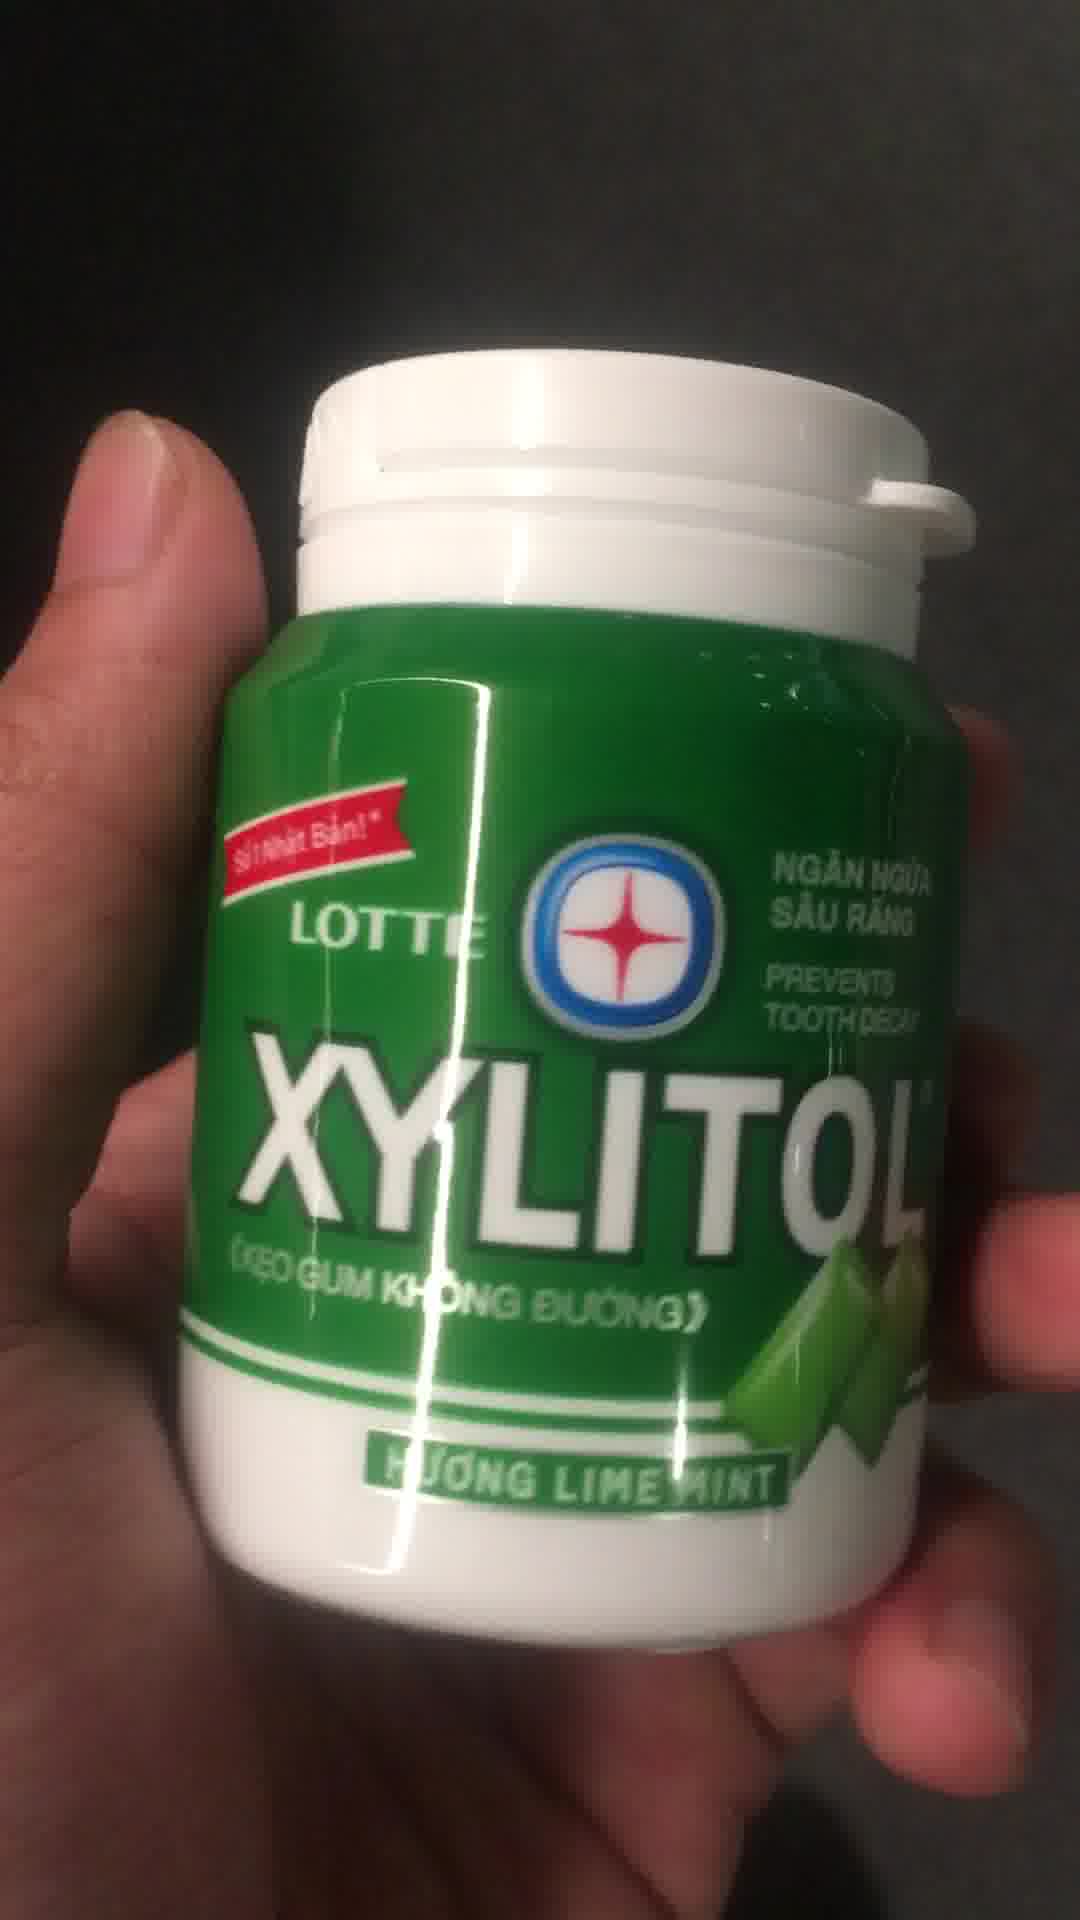 Số 1 Nhật Bản!*
LOTTE
NGĂN NGỪA
SÂU RĂNG
PREVENTS
TOOTH DECAY
XYLITOL
(KẸO GUM KHÔNG ĐƯỜNG)
HƯƠNG LIME MINT